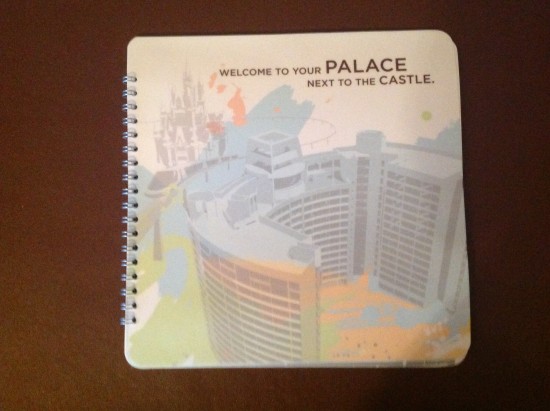 WELCOME TO YOUR PALACE
NEXT TO THE CASTLE.